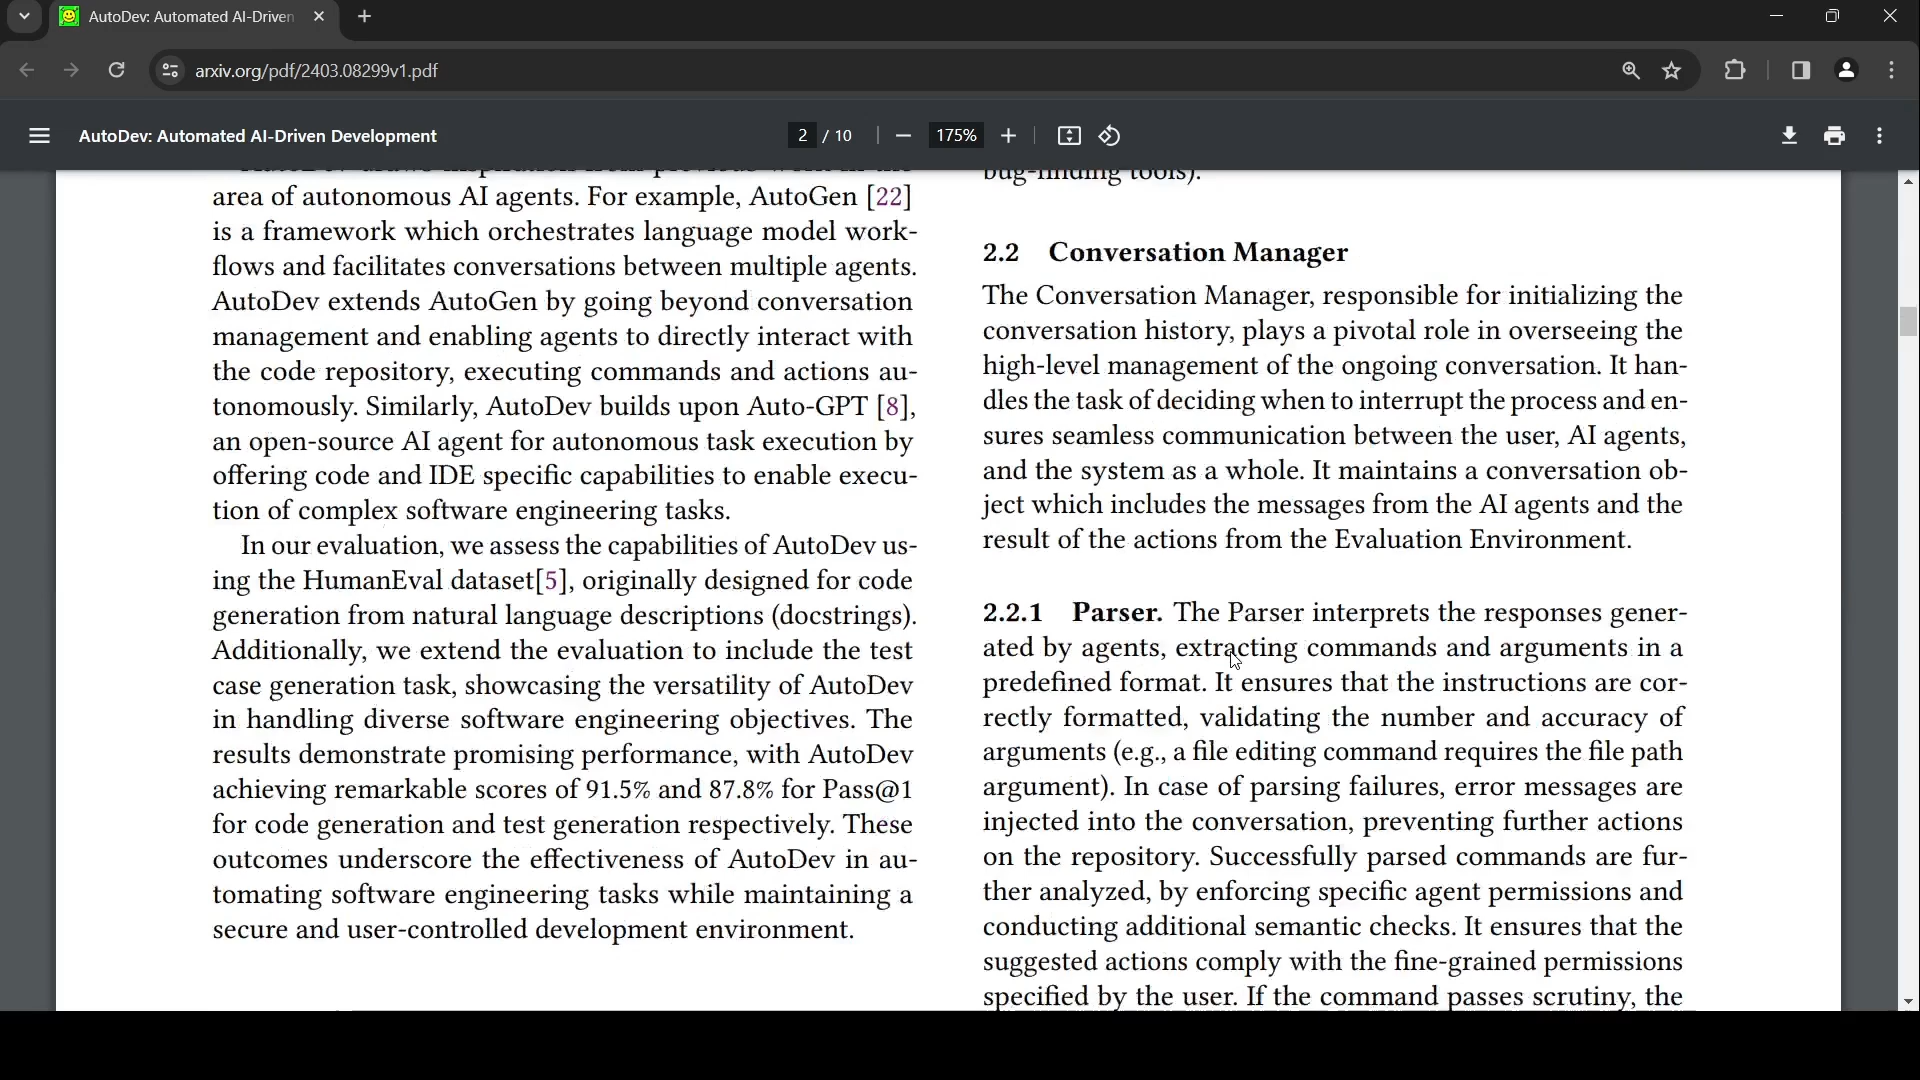 AutoDev: Automated AI-Driven
arxiv.org/pdf/2403.08299v1.pdf
AutoDev: Automated AI-Driven Development
2 / 10
175%
area of autonomous AI agents. For example, AutoGen [22]
is a framework which orchestrates language model work-
flows and facilitates conversations between multiple agents.
AutoDev extends AutoGen by going beyond conversation
management and enabling agents to directly interact with
the code repository, executing commands and actions au-
tonomously. Similarly, AutoDev builds upon Auto-GPT [8],
an open-source AI agent for autonomous task execution by
offering code and IDE specific capabilities to enable execu-
tion of complex software engineering tasks.
In our evaluation, we assess the capabilities of AutoDev us-
ing the HumanEval dataset[5], originally designed for code
generation from natural language descriptions (docstrings).
Additionally, we extend the evaluation to include the test
case generation task, showcasing the versatility of AutoDev
in handling diverse software engineering objectives. The
results demonstrate promising performance, with AutoDev
achieving remarkable scores of 91.5% and 87.8% for Pass@1
for code generation and test generation respectively. These
outcomes underscore the effectiveness of AutoDev in au-
tomating software engineering tasks while maintaining a
secure and user-controlled development environment.
bug-finding tools).
2.2 Conversation Manager
The Conversation Manager, responsible for initializing the
conversation history, plays a pivotal role in overseeing the
high-level management of the ongoing conversation. It han-
dles the task of deciding when to interrupt the process and en-
sures seamless communication between the user, AI agents,
and the system as a whole. It maintains a conversation ob-
ject which includes the messages from the AI agents and the
result of the actions from the Evaluation Environment.
2.2.1 Parser. The Parser interprets the responses gener-
ated by agents, extracting commands and arguments in a
predefined format. It ensures that the instructions are cor-
rectly formatted, validating the number and accuracy of
arguments (e.g., a file editing command requires the file path
argument). In case of parsing failures, error messages are
injected into the conversation, preventing further actions
on the repository. Successfully parsed commands are fur-
ther analyzed, by enforcing specific agent permissions and
conducting additional semantic checks. It ensures that the
suggested actions comply with the fine-grained permissions
specified by the user. If the command passes scrutiny, the